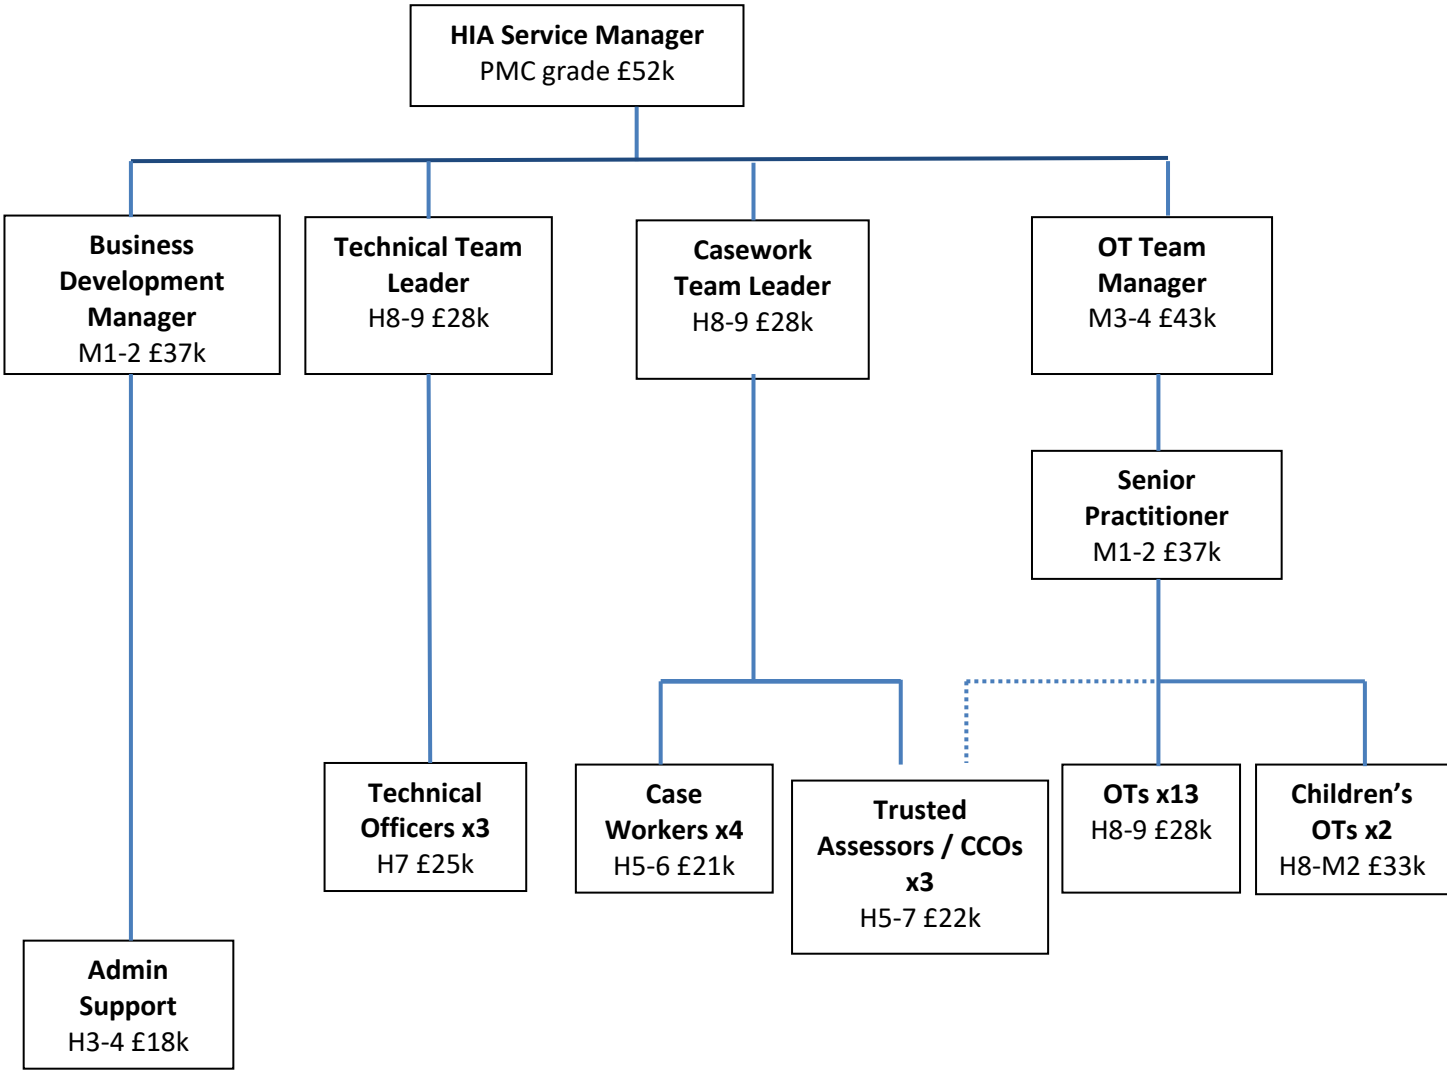 HIA Service Manager
PMC grade £52k
Business
Development
Manager
M1-2 £37k
Technical Team
Leader
H8-9 £28k
Casework
Team Leader
H8-9 £28k
OT Team
Manager
M3-4 £43k
Senior
Practitioner
M1-2 £37k
Technical
Officers x3
H7 £25k
Case
Workers x4
H5-6 £21k
Trusted
Assessors / CCOs
x3
H5-7 £22k
OTs x13
H8-9 £28k
Children’s
OTs x2
H8-M2 £33k
Admin
Support
H3-4 £18k